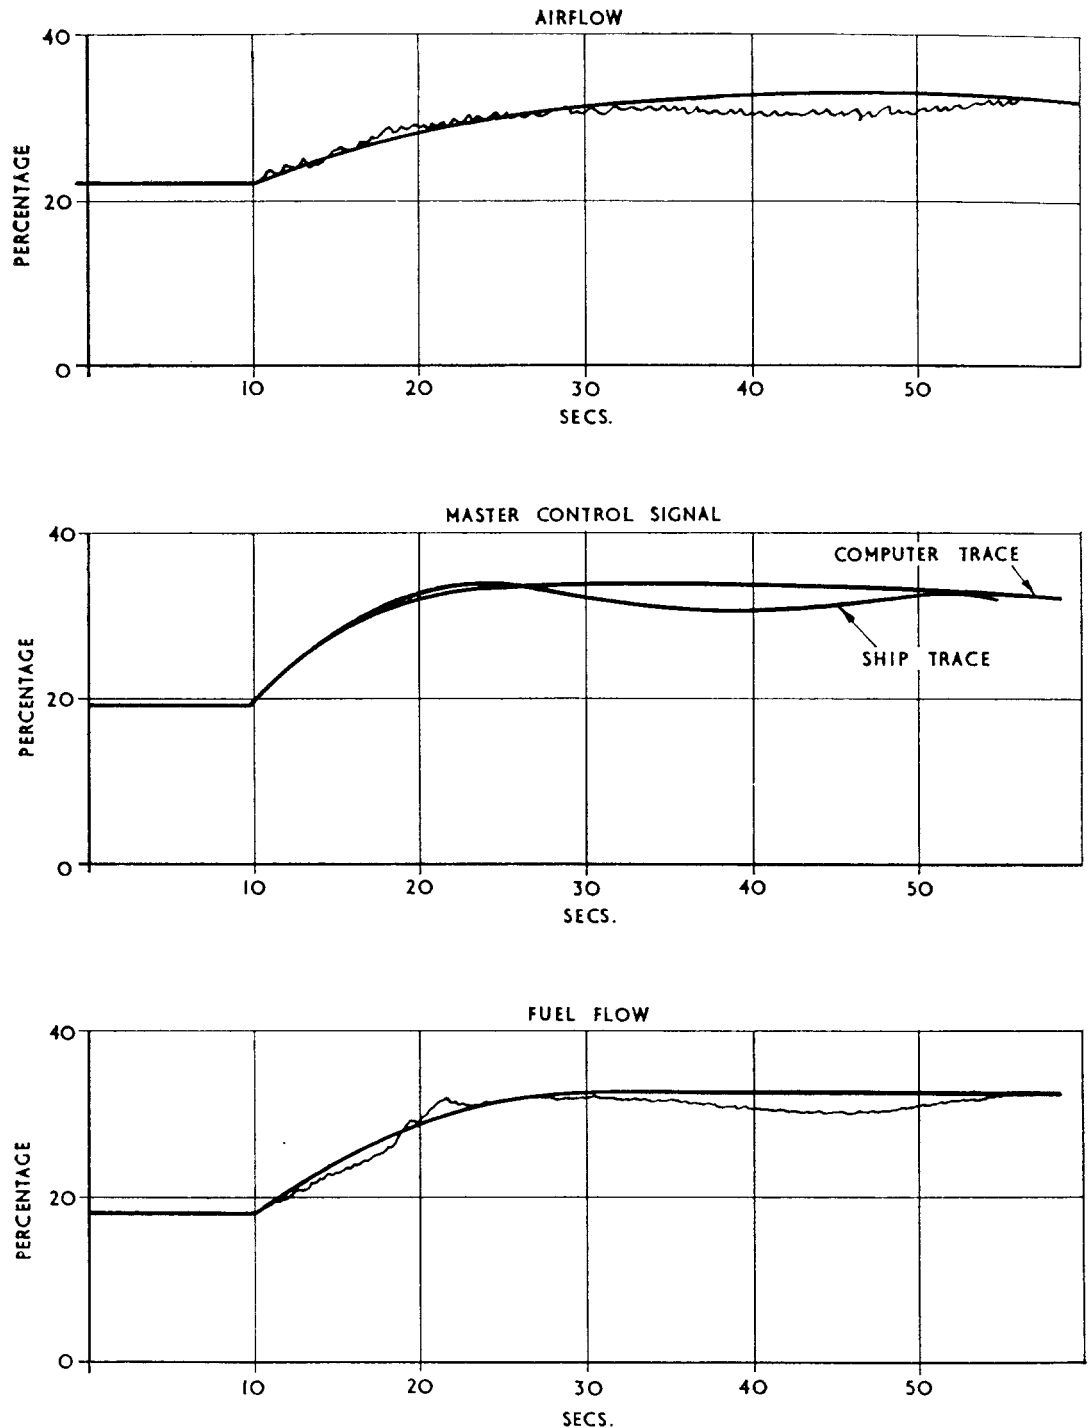 AIRFLOW
40
20
0
PERCENTAGE
10 20 30 40 50
SECS.
MASTER CONTROL SIGNAL
40
20
0
PERCENTAGE
COMPUTER TRACE
SHIP TRACE
10 20 30 40 50
SECS.
FUEL FLOW
40
20
0
PERCENTAGE
10 20 30 40 50
SECS.